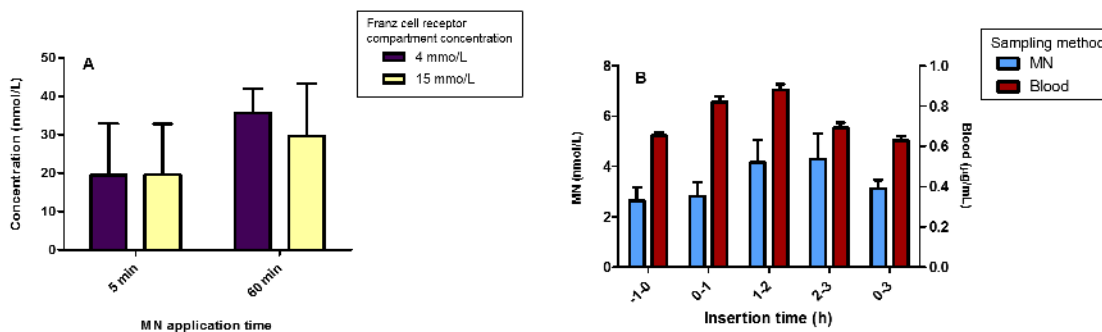 Franz cell receptor
compartment concentration
4 mmo/L
15 mmo/L
A
Concentration (nmol/L)
50
40
30
20
10
0
5 min
60 min
MN application time
Sampling method
MN
Blood
B
MN (nmol/L)
8
6
4
2
0
1.0
0.8
0.6
0.4
0.2
0.0
Blood (µg/mL)
-1-0
0-1
1-2
2-3
0-3
Insertion time (h)